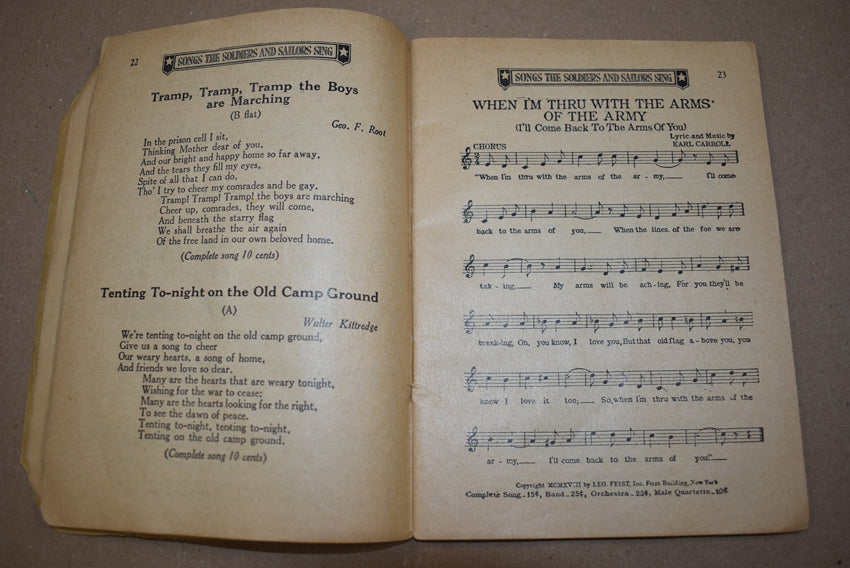 22
SONGS THE SOLDIERS AND SAILORS SING
Tramp, Tramp, Tramp the Boys
are Marching
(B flat)
Geo. F. Root
In the prison cell I sit,
Thinking Mother dear of you,
And our bright and happy home so far away,
And the tears they fill my eyes,
Spite of all that I can do,
Tho' I try to cheer my comrades and be gay.
Tramp! Tramp! Tramp! the boys are marching
Cheer up, comrades, they will come,
And beneath the starry flag
We shall breathe the air again
Of the free land in our own beloved home.
(Complete song 10 cents)
Tenting To-night on the Old Camp Ground
(A)
Walter Kittredge
We're tenting to-night on the old camp ground,
Give us a song to cheer
Our weary hearts, a song of home,
And friends we love so dear.
Many are the hearts that are weary tonight,
Wishing for the war to cease;
Many are the hearts looking for the right,
To see the dawn of peace.
Tenting to-night, tenting to-night,
Tenting on the old camp ground.
(Complete song 10 cents)
SONGS THE SOLDIERS AND SAILORS SING
23
WHEN I'M THRU WITH THE ARMS
OF THE ARMY
(I'll Come Back To The Arms Of You)
Lyric and Music by
EARL CARROLL
CHORUS
"When I'm thru with the arms of the ar - my,___ I'll come
back to the arms of you,___ When the lines of the foe we are
tak - ing,___ My arms will be ach-ing, For you they'll be
break-ing, Oh, you know, I love you, But that old flag a - bove you, you
know I love it too;___ So, when I'm thru with the arms of the
ar - my,___ I'll come back to the arms of you."___
Copyright MCMXVIII by LEO. FEIST, Inc. Feist Building, New York
Complete Song_15¢, Band_25¢, Orchestra_25¢, Male Quartette_10¢